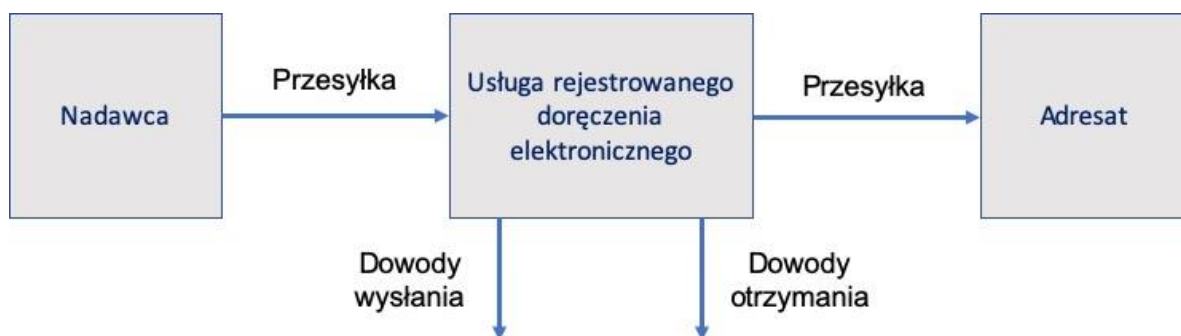 Nadawca
Przesyłka
Usługa rejestrowanego
doręczenia
elektronicznego
Przesyłka
Adresat
Dowody
wysłania
Dowody
otrzymania